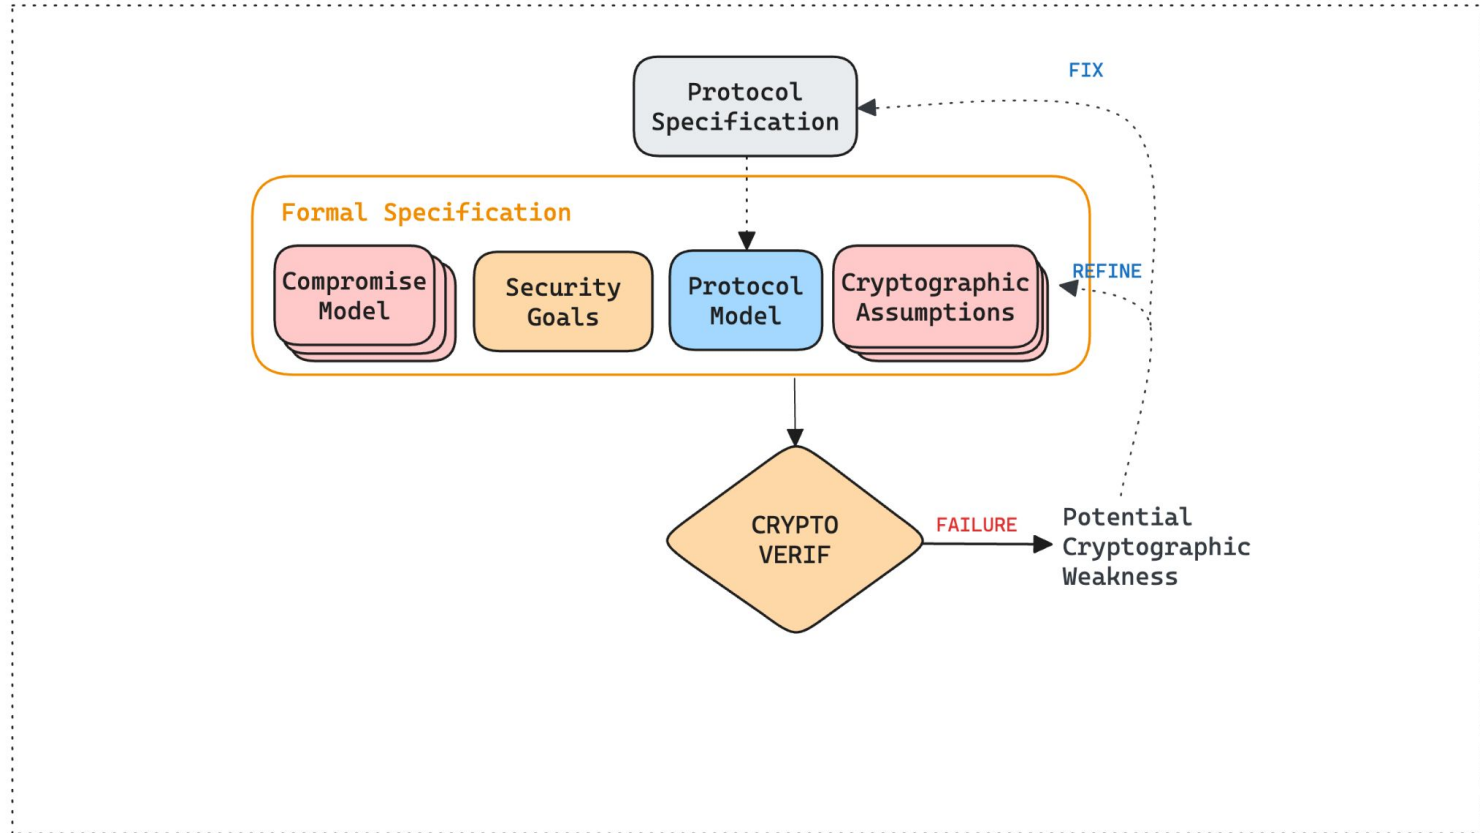 FIX
Protocol
Specification
Formal Specification
Compromise
Model
Security
Goals
Protocol
Model
Cryptographic
Assumptions
REFINE
CRYPTO
VERIF
FAILURE
Potential
Cryptographic
Weakness